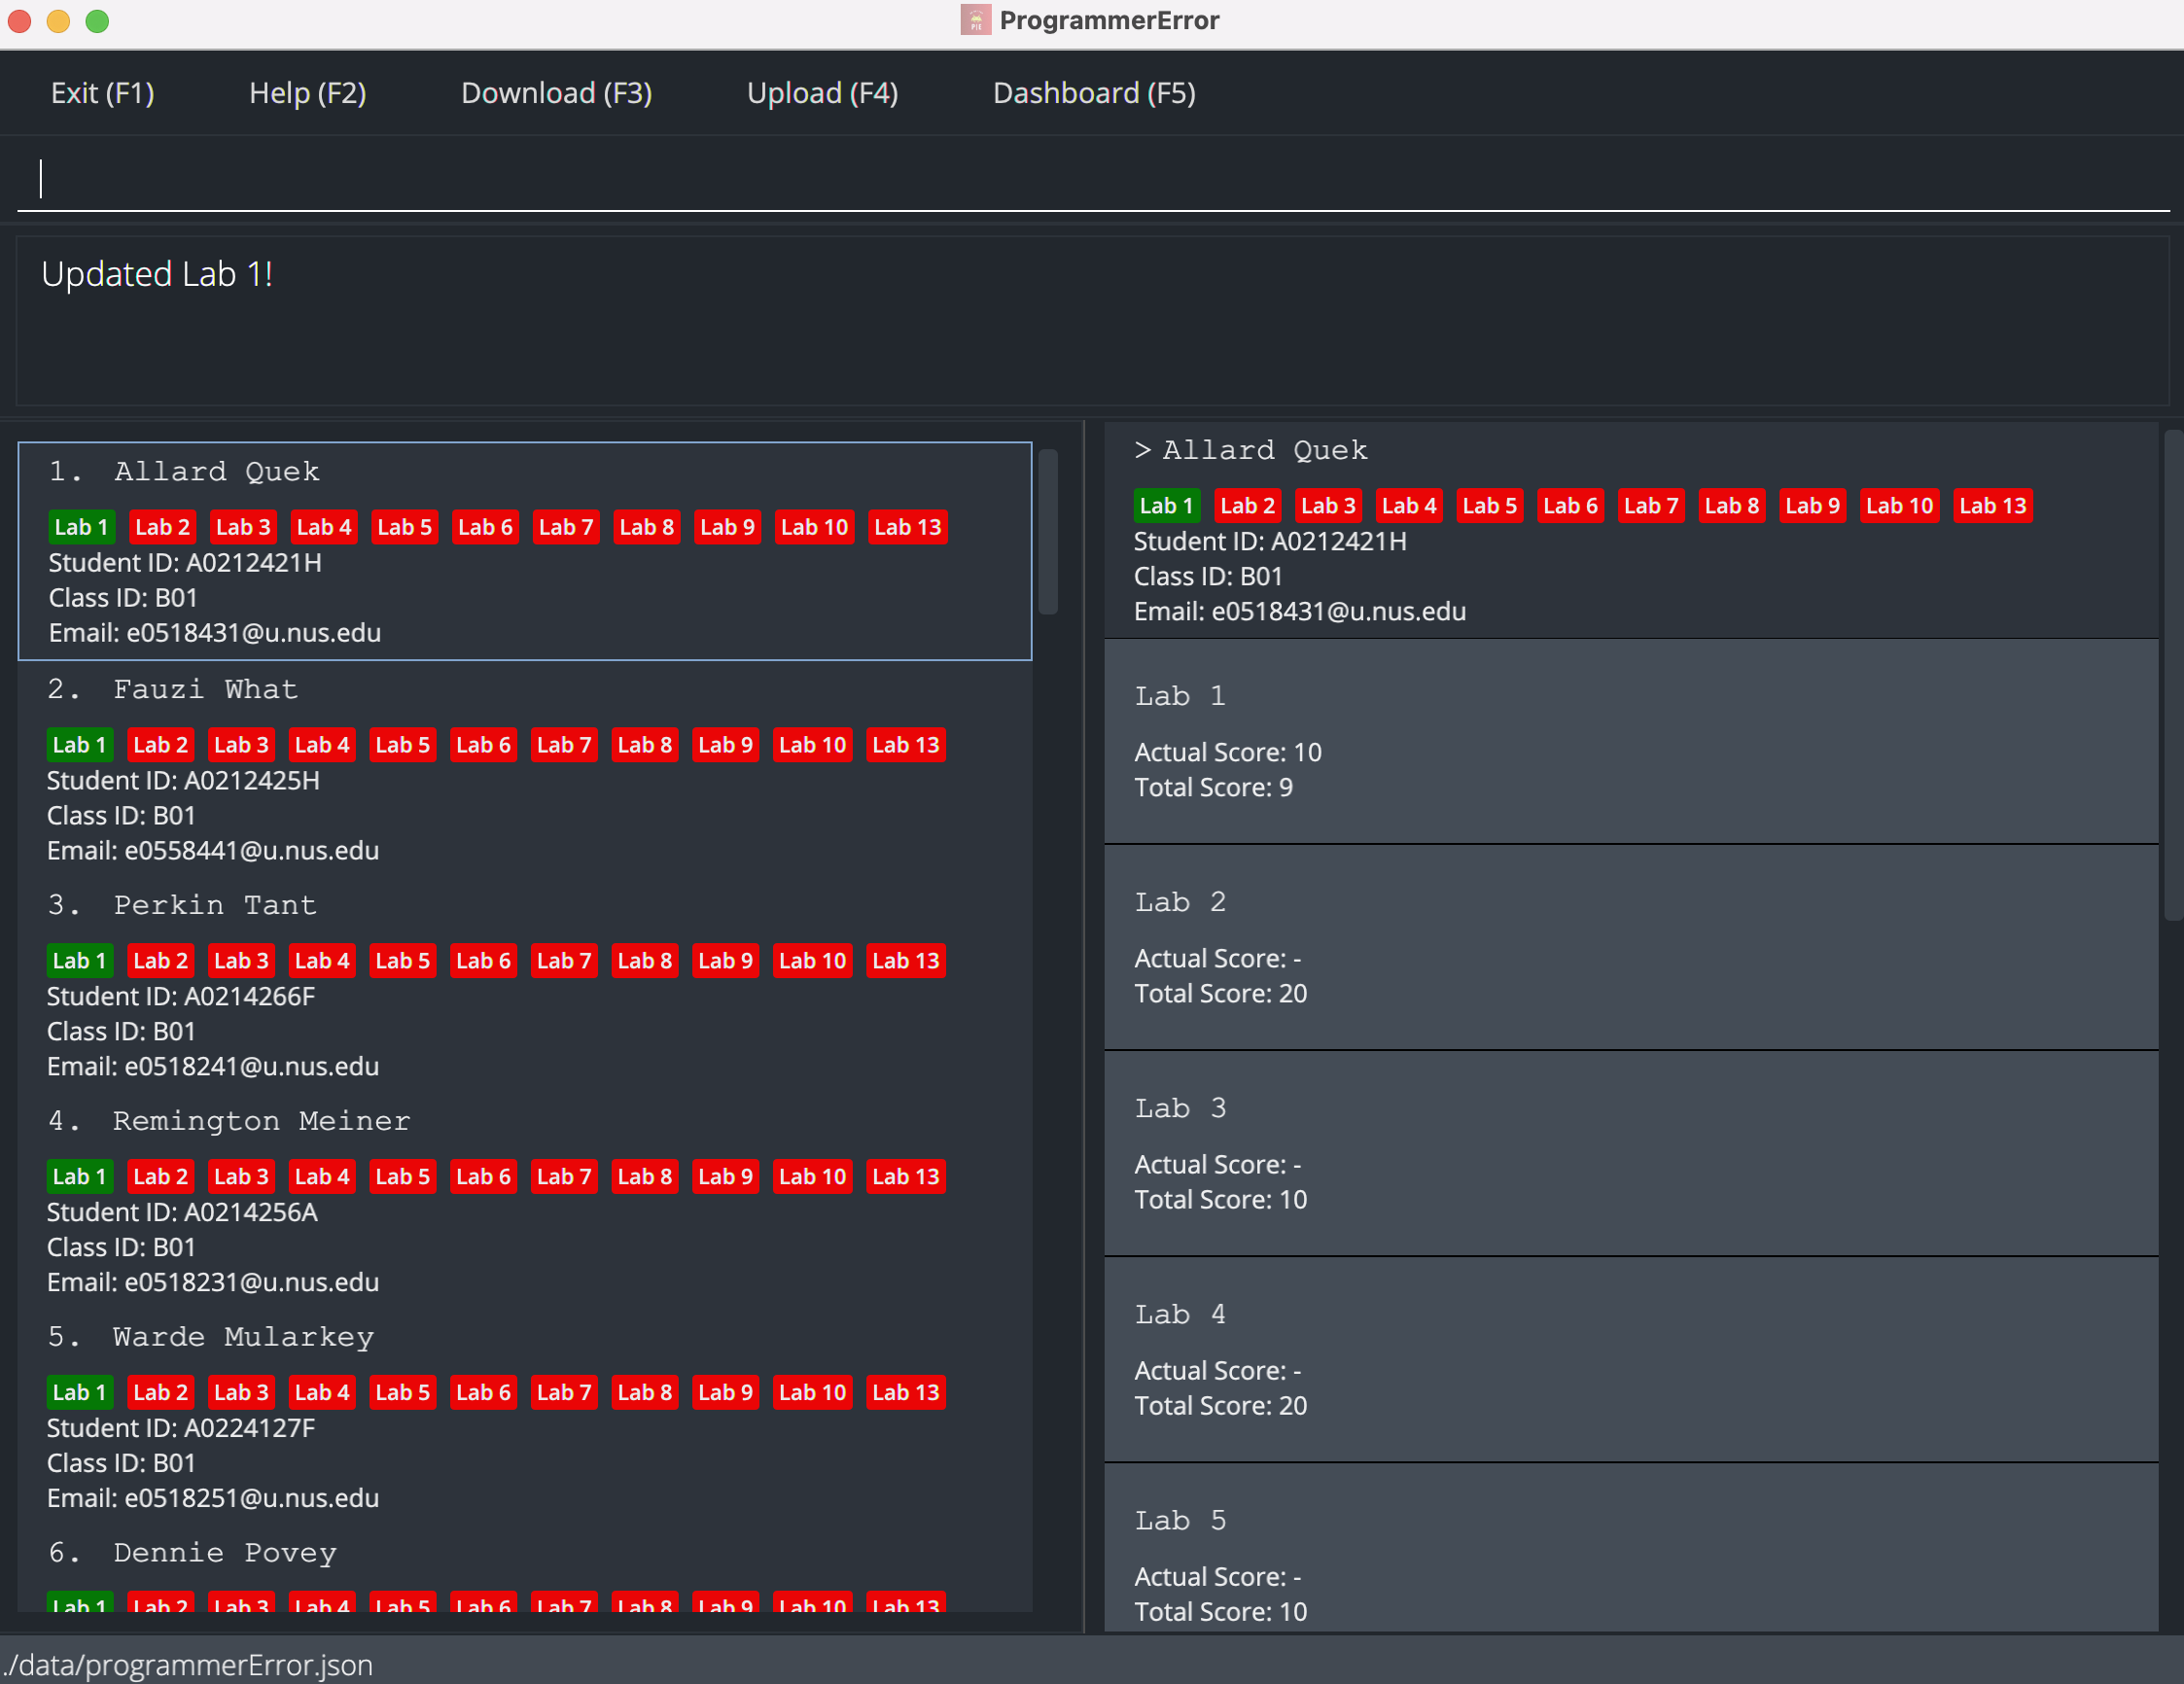 ProgrammerError
Exit (F1) Help (F2) Download (F3) Upload (F4) Dashboard (F5)
Updated Lab 1!
1. Allard Quek
Lab 1 Lab 2 Lab 3 Lab 4 Lab 5 Lab 6 Lab 7 Lab 8 Lab 9 Lab 10 Lab 13
Student ID: A0212421H
Class ID: B01
Email: e0518431@u.nus.edu
2. Fauzi What
Lab 1 Lab 2 Lab 3 Lab 4 Lab 5 Lab 6 Lab 7 Lab 8 Lab 9 Lab 10 Lab 13
Student ID: A0212425H
Class ID: B01
Email: e0558441@u.nus.edu
3. Perkin Tant
Lab 1 Lab 2 Lab 3 Lab 4 Lab 5 Lab 6 Lab 7 Lab 8 Lab 9 Lab 10 Lab 13
Student ID: A0214266F
Class ID: B01
Email: e0518241@u.nus.edu
4. Remington Meiner
Lab 1 Lab 2 Lab 3 Lab 4 Lab 5 Lab 6 Lab 7 Lab 8 Lab 9 Lab 10 Lab 13
Student ID: A0214256A
Class ID: B01
Email: e0518231@u.nus.edu
5. Warde Mularkey
Lab 1 Lab 2 Lab 3 Lab 4 Lab 5 Lab 6 Lab 7 Lab 8 Lab 9 Lab 10 Lab 13
Student ID: A0224127F
Class ID: B01
Email: e0518251@u.nus.edu
6. Dennie Povey
Lab 1 Lab 2 Lab 3 Lab 4 Lab 5 Lab 6 Lab 7 Lab 8 Lab 9 Lab 10 Lab 13
> Allard Quek
Lab 1 Lab 2 Lab 3 Lab 4 Lab 5 Lab 6 Lab 7 Lab 8 Lab 9 Lab 10 Lab 13
Student ID: A0212421H
Class ID: B01
Email: e0518431@u.nus.edu
Lab 1
Actual Score: 10
Total Score: 9
Lab 2
Actual Score: -
Total Score: 20
Lab 3
Actual Score: -
Total Score: 10
Lab 4
Actual Score: -
Total Score: 20
Lab 5
Actual Score: -
Total Score: 10
./data/programmerError.json